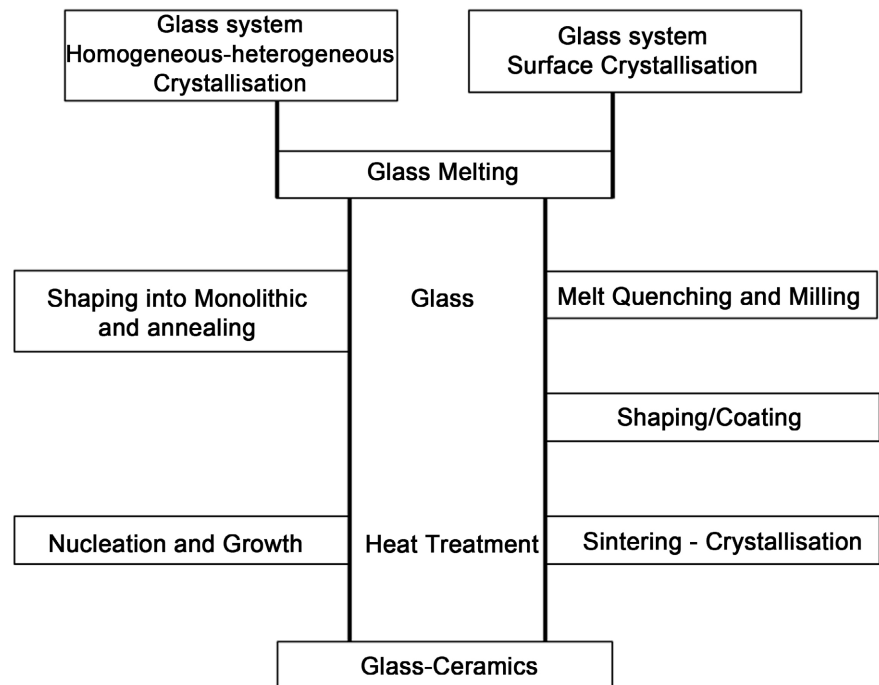 Glass system
Homogeneous-heterogeneous
Crystallisation
Glass system
Surface Crystallisation
Glass Melting
Shaping into Monolithic
and annealing
Glass
Melt Quenching and Milling
Shaping/Coating
Nucleation and Growth
Heat Treatment
Sintering - Crystallisation
Glass-Ceramics